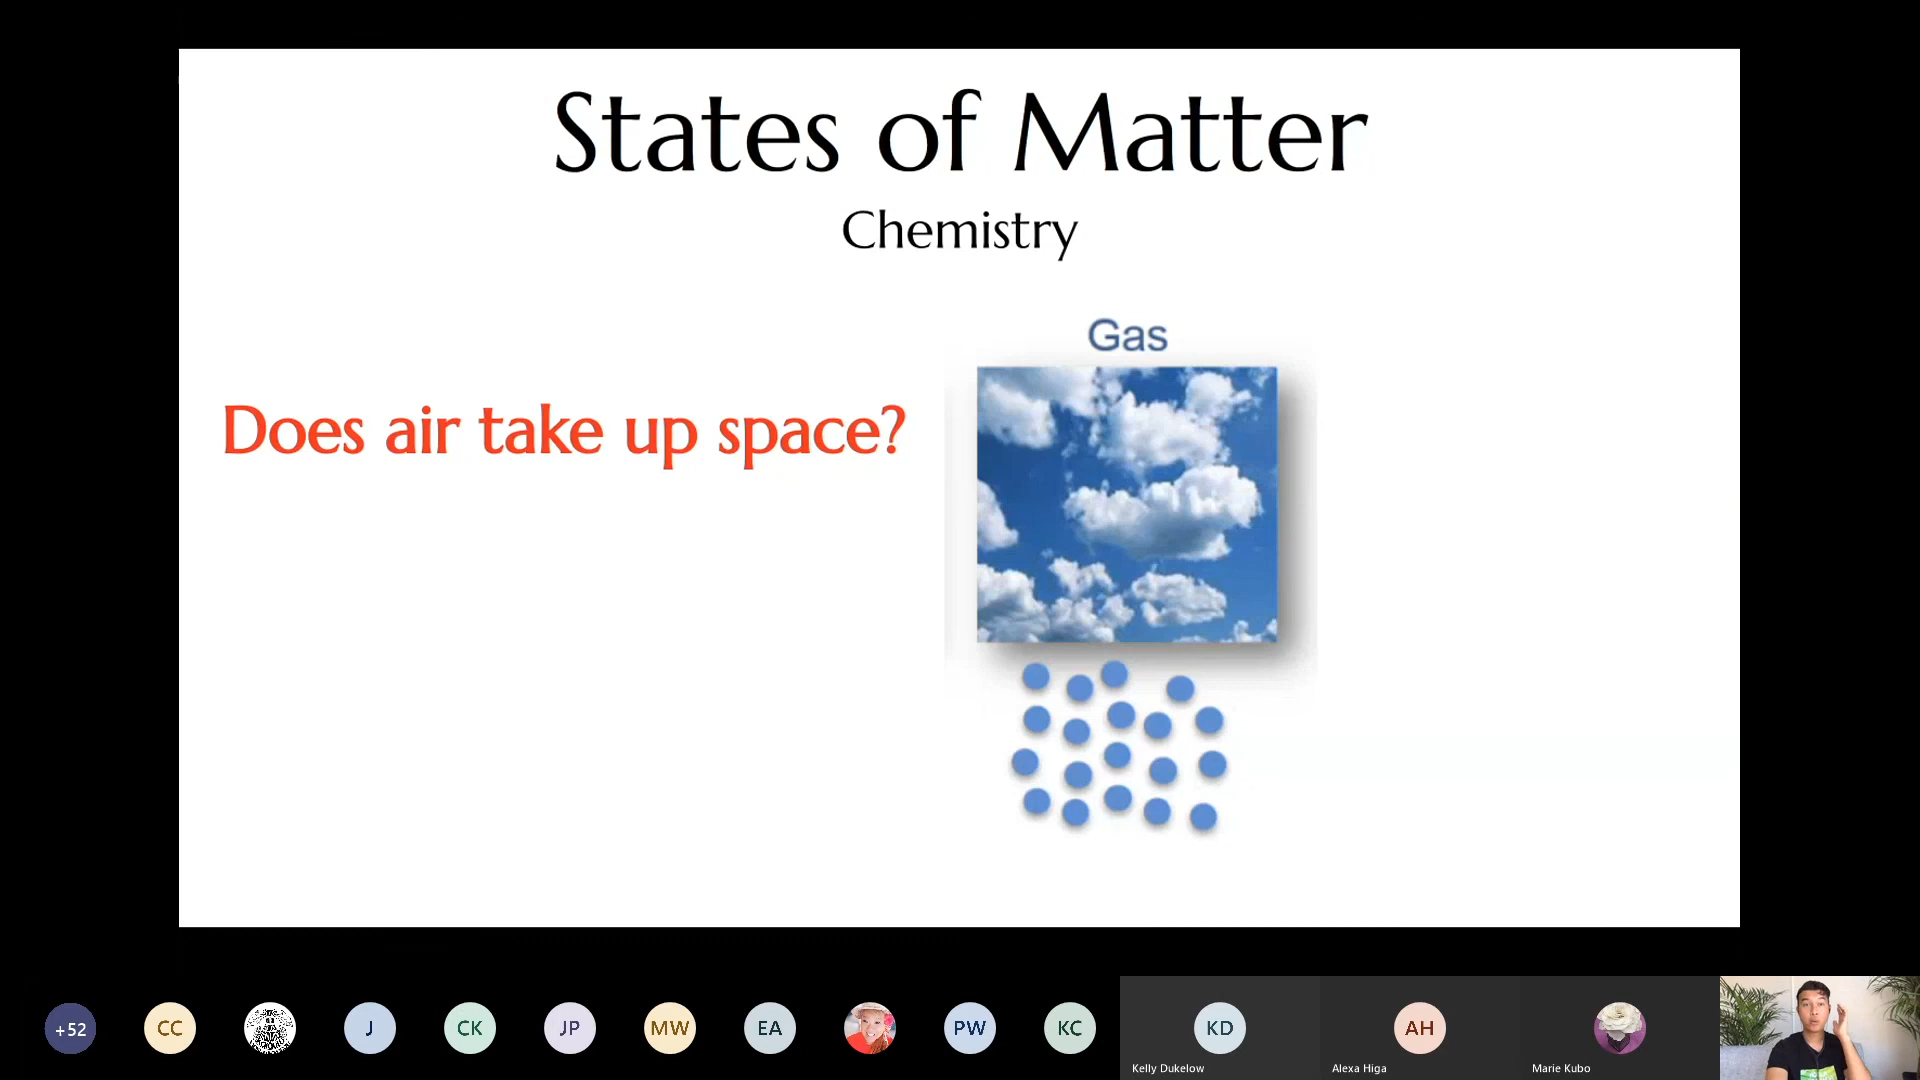 States of Matter
Chemistry
Gas
Does air take up space?
+52
CC
J
CK
JP
MW
EA
PW
KC
KD
AH
Kelly Dukelow
Alexa Higa
Marie Kubo